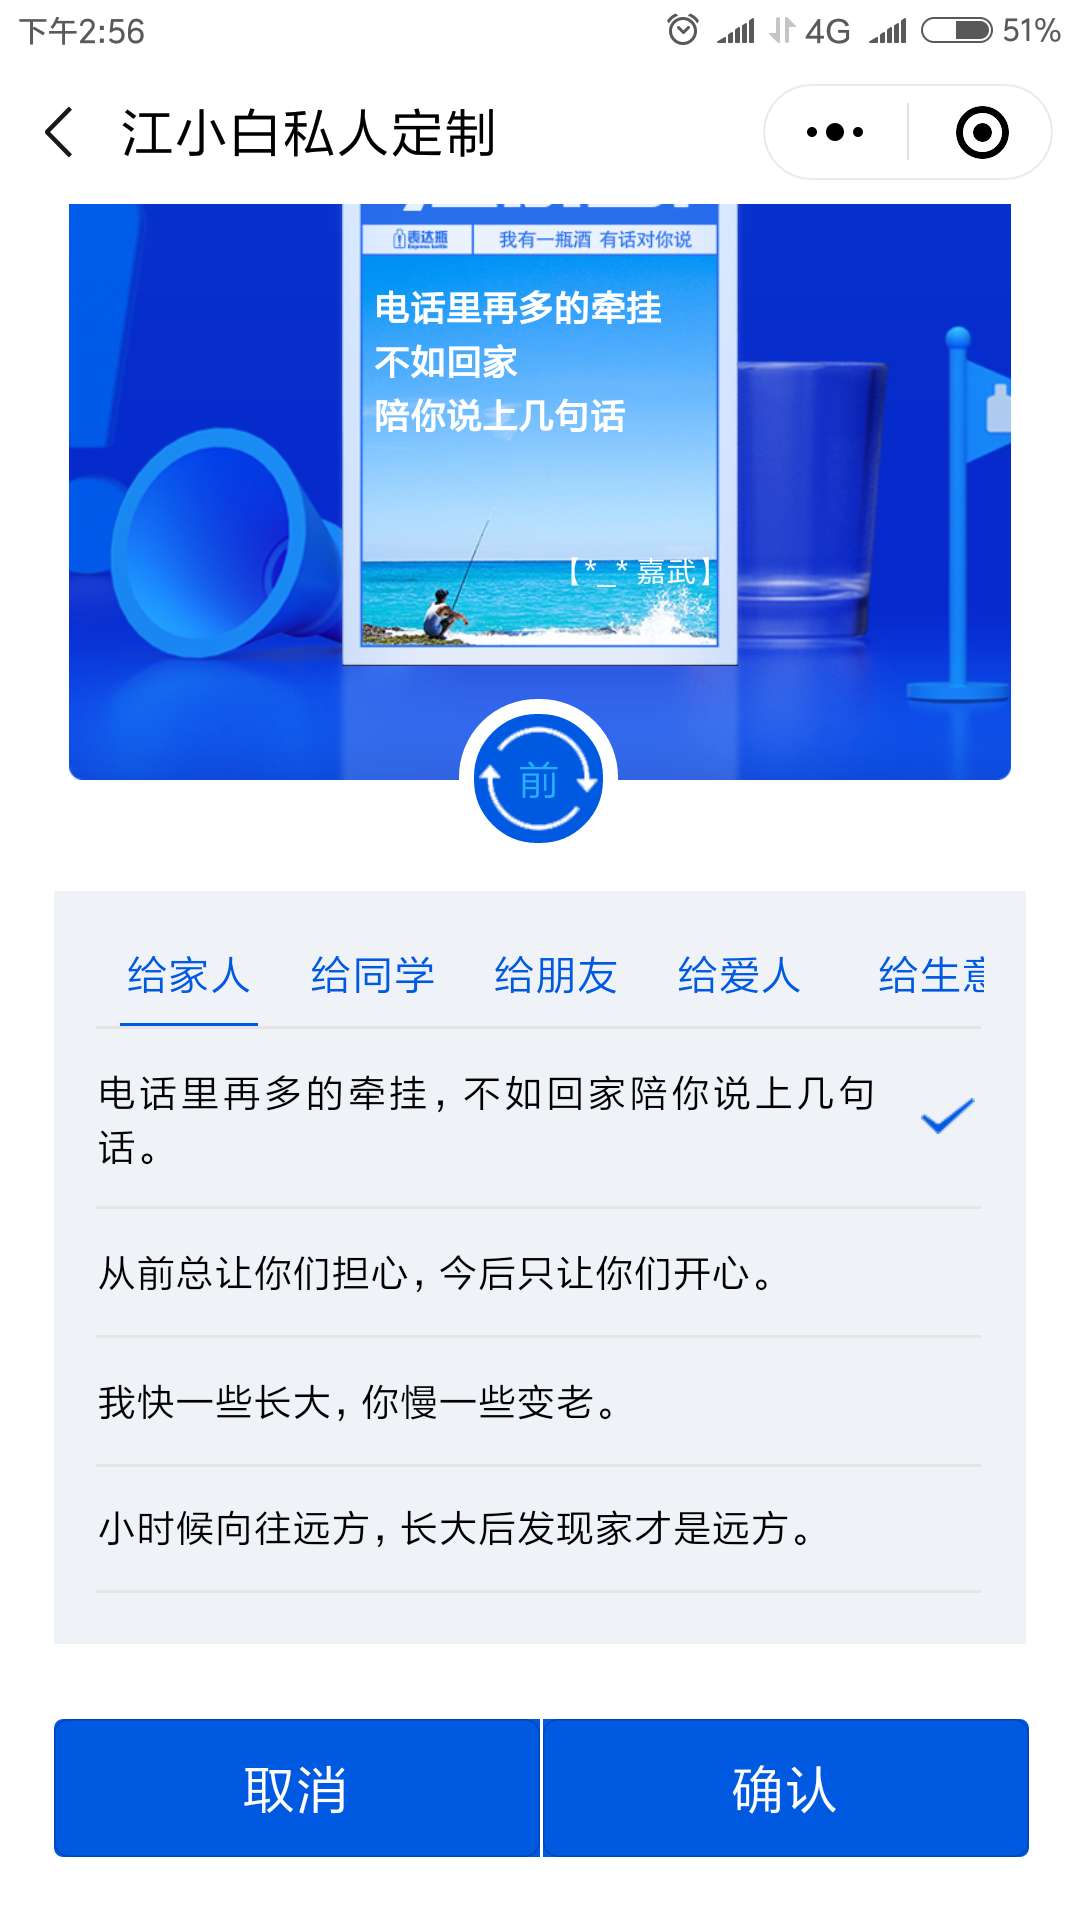 下午2:56
4G
51%
江小白私人定制
表达瓶
Express bottle
我有一瓶酒 有话对你说
电话里再多的牵挂
不如回家
陪你说上几句话
【*_* 嘉武】
前
给家人 给同学 给朋友 给爱人 给生意
电话里再多的牵挂，不如回家陪你说上几句
话。
从前总让你们担心，今后只让你们开心。
我快一些长大，你慢一些变老。
小时候向往远方，长大后发现家才是远方。
取消 确认